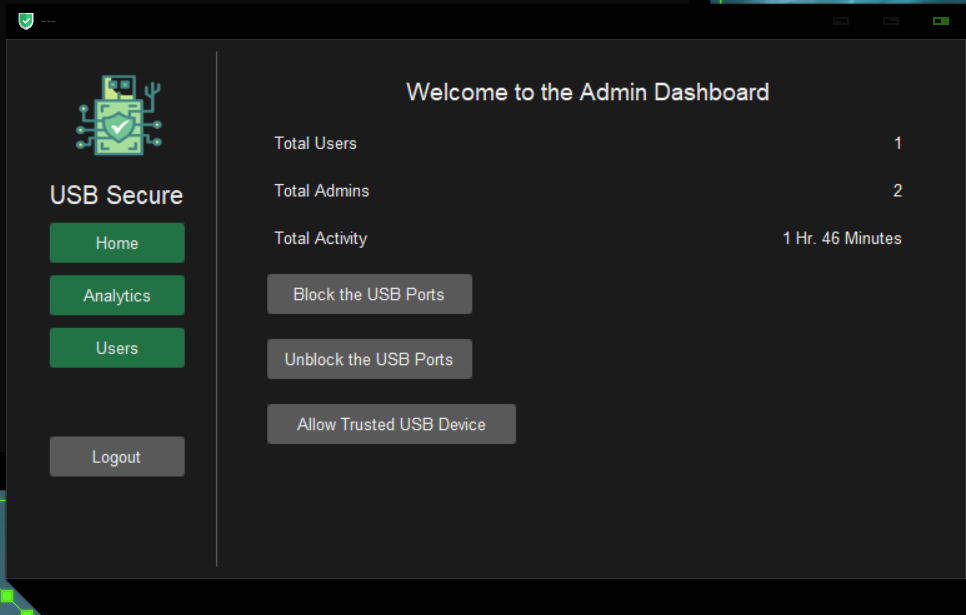 USB Secure
Home
Analytics
Users
Logout
Welcome to the Admin Dashboard
Total Users 1
Total Admins 2
Total Activity 1 Hr. 46 Minutes
Block the USB Ports
Unblock the USB Ports
Allow Trusted USB Device